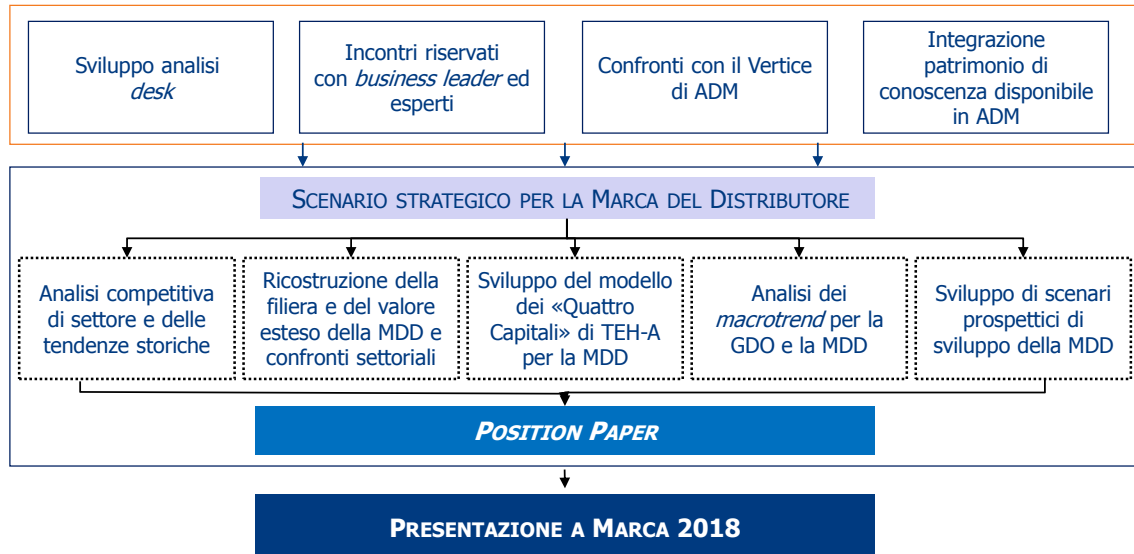 Sviluppo analisi
desk
Incontri riservati
con business leader ed
esperti
Confronti con il Vertice
di ADM
Integrazione
patrimonio di
conoscenza disponibile
in ADM
SCENARIO STRATEGICO PER LA MARCA DEL DISTRIBUTORE
Analisi competitiva
di settore e delle
tendenze storiche
Ricostruzione della
filiera e del valore
esteso della MDD e
confronti settoriali
Sviluppo del modello
dei «Quattro
Capitali» di TEH-A
per la MDD
Analisi dei
macrotrend per la
GDO e la MDD
Sviluppo di scenari
prospettici di
sviluppo della MDD
POSITION PAPER
PRESENTAZIONE A MARCA 2018